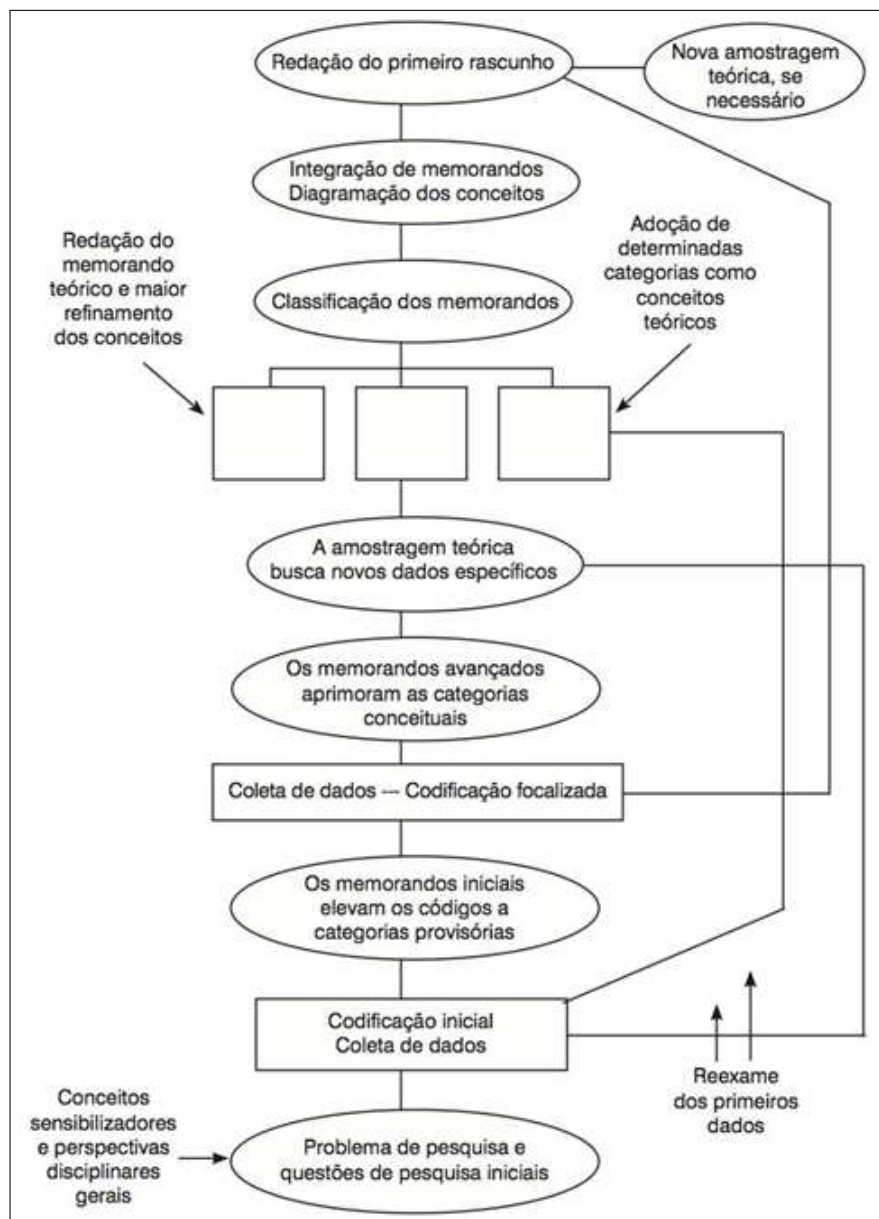 Redação do primeiro rascunho
Nova amostragem
teórica, se
necessário
Integração de memorandos
Diagramação dos conceitos
Redação do
memorando
teórico e maior
refinamento
dos conceitos
Adoção de
determinadas
categorias como
conceitos
teóricos
Classificação dos memorandos
A amostragem teórica
busca novos dados específicos
Os memorandos avançados
aprimoram as categorias
conceituais
Coleta de dados --- Codificação focalizada
Os memorandos iniciais
elevam os códigos a
categorias provisórias
Codificação inicial
Coleta de dados
Reexame
dos primeiros
dados
Conceitos
sensibilizadores
e perspectivas
disciplinares
gerais
Problema de pesquisa e
questões de pesquisa iniciais